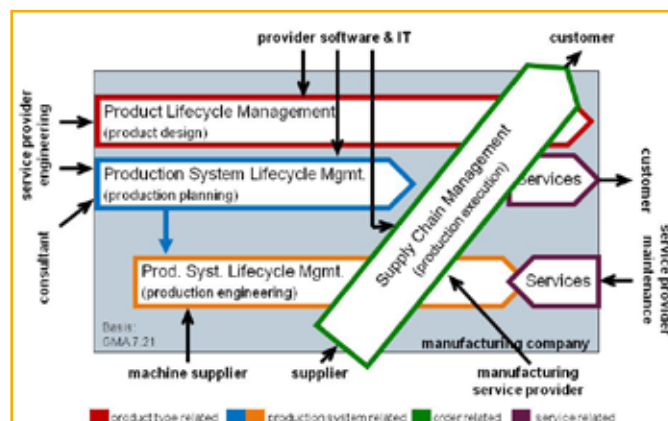 provider software & IT
customer
Product Lifecycle Management
(product design)
service provider
engineering
Production System Lifecycle Mgmt.
(production planning)
Supply Chain Management
(production execution)
Services
customer
consultant
Prod. Syst. Lifecycle Mgmt.
(production engineering)
Services
service provider
maintenance
Basis:
GMA 7.21
manufacturing company
machine supplier
supplier
manufacturing
service provider
product type related
production system related
order related
service related